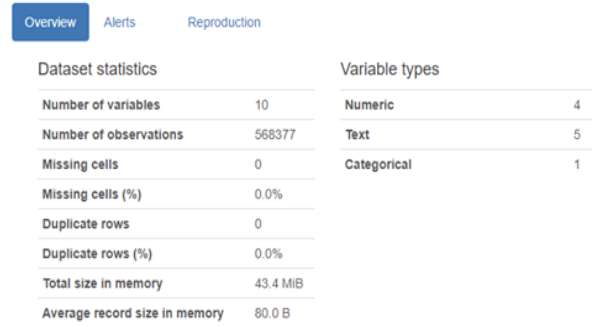 Overview Alerts Reproduction
Dataset statistics
Number of variables 10
Number of observations 568377
Missing cells 0
Missing cells (%) 0.0%
Duplicate rows 0
Duplicate rows (%) 0.0%
Total size in memory 43.4 MiB
Average record size in memory 80.0 B
Variable types
Numeric 4
Text 5
Categorical 1